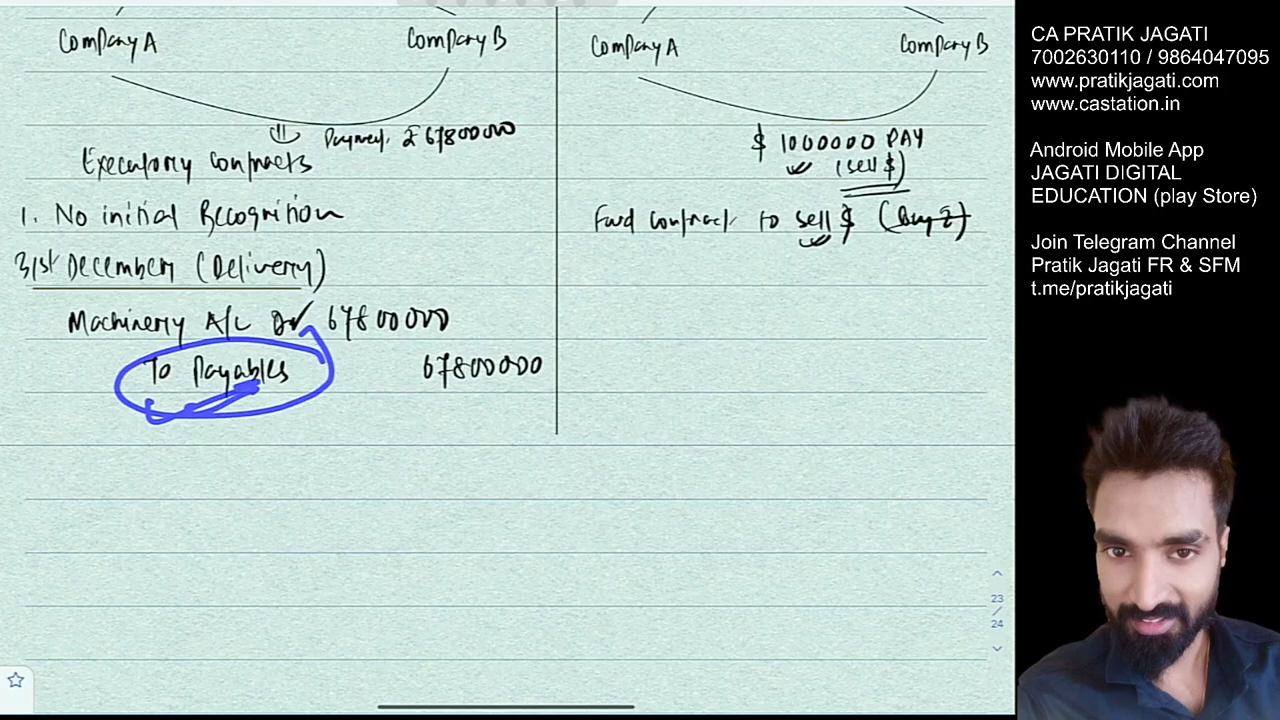 Company A
Company B
Payment ₹ 67800000
Executory contracts
1. No initial Recognition
31st December (Delivery)
Machinery A/c Dr 67800000
To Payables 67800000
Company A
Company B
$ 1000000 PAY
(sell $)
Fwd contract to sell $ (buy ₹)
23
/
24
CA PRATIK JAGATI
7002630110 / 9864047095
www.pratikjagati.com
www.castation.in
Android Mobile App
JAGATI DIGITAL
EDUCATION (play Store)
Join Telegram Channel
Pratik Jagati FR & SFM
t.me/pratikjagati